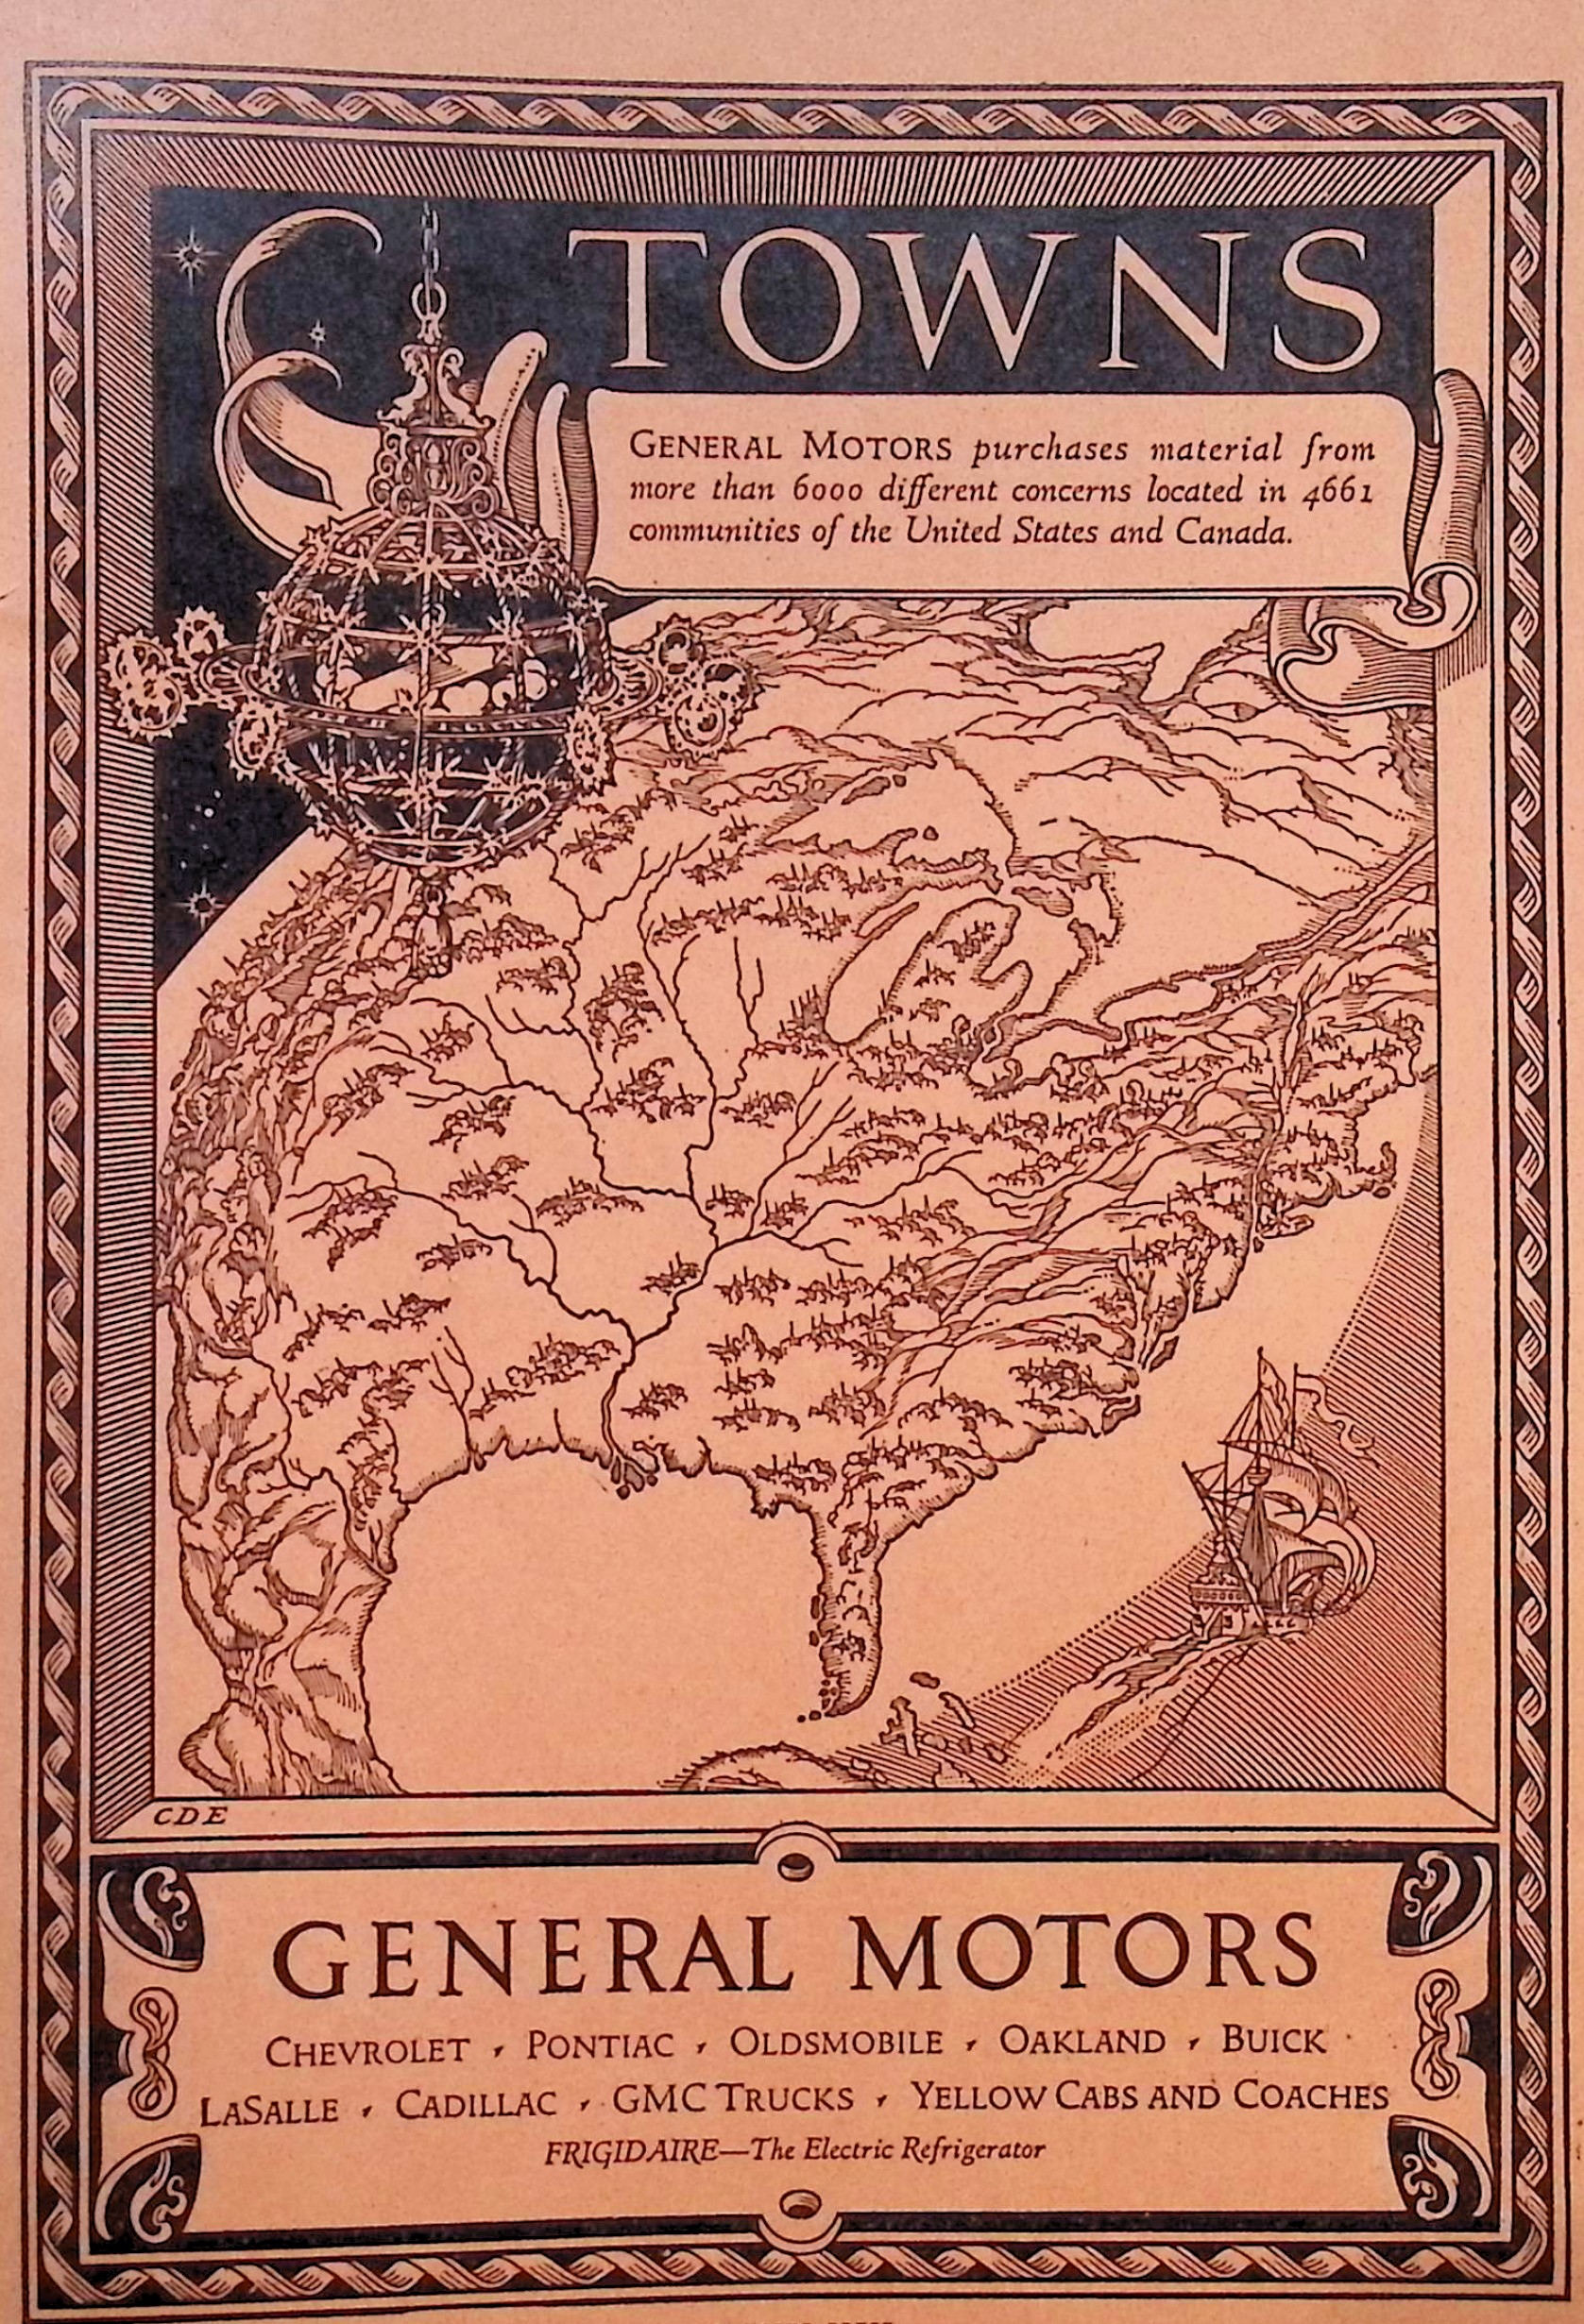 TOWNS
GENERAL MOTORS purchases material from
more than 6000 different concerns located in 4661
communities of the United States and Canada.
CDE
GENERAL MOTORS
CHEVROLET , PONTIAC , OLDSMOBILE , OAKLAND , BUICK
LASALLE , CADILLAC , GMC TRUCKS , YELLOW CABS AND COACHES
FRIGIDAIRE—The Electric Refrigerator